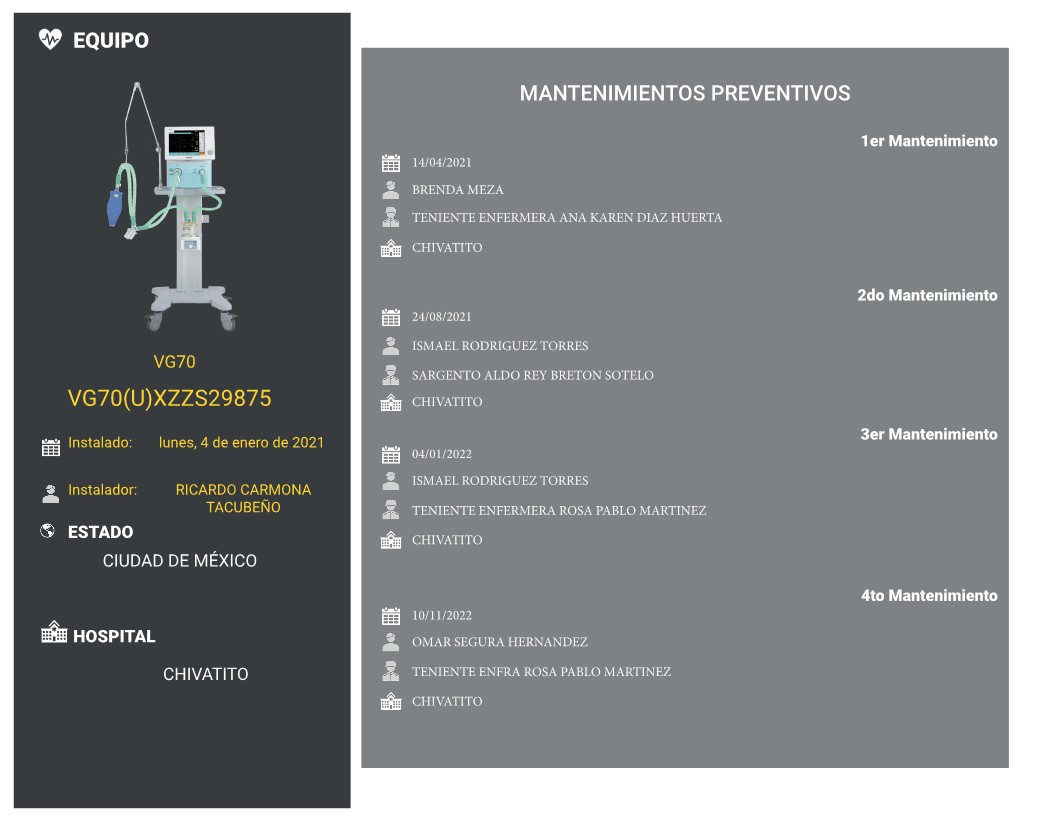 EQUIPO
VG70
VG70(U)XZZS29875
Instalado: lunes, 4 de enero de 2021
Instalador: RICARDO CARMONA
TACUBEÑO
ESTADO
CIUDAD DE MÉXICO
HOSPITAL
CHIVATITO
MANTENIMIENTOS PREVENTIVOS
1er Mantenimiento
14/04/2021
BRENDA MEZA
TENIENTE ENFERMERA ANA KAREN DIAZ HUERTA
CHIVATITO
2do Mantenimiento
24/08/2021
ISMAEL RODRIGUEZ TORRES
SARGENTO ALDO REY BRETON SOTELO
CHIVATITO
3er Mantenimiento
04/01/2022
ISMAEL RODRIGUEZ TORRES
TENIENTE ENFERMERA ROSA PABLO MARTINEZ
CHIVATITO
4to Mantenimiento
10/11/2022
OMAR SEGURA HERNANDEZ
TENIENTE ENFRA ROSA PABLO MARTINEZ
CHIVATITO